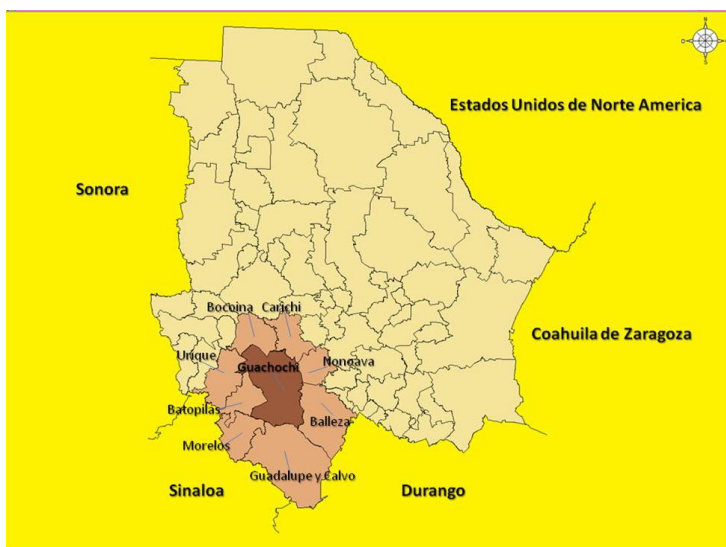 N
O
S
Estados Unidos de Norte America
Sonora
Bocoina Carichi
Coahuila de Zaragoza
Urique
Nonoava
Guachochi
Batopilas
Balleza
Morelos
Guadalupe y Calvo
Sinaloa
Durango